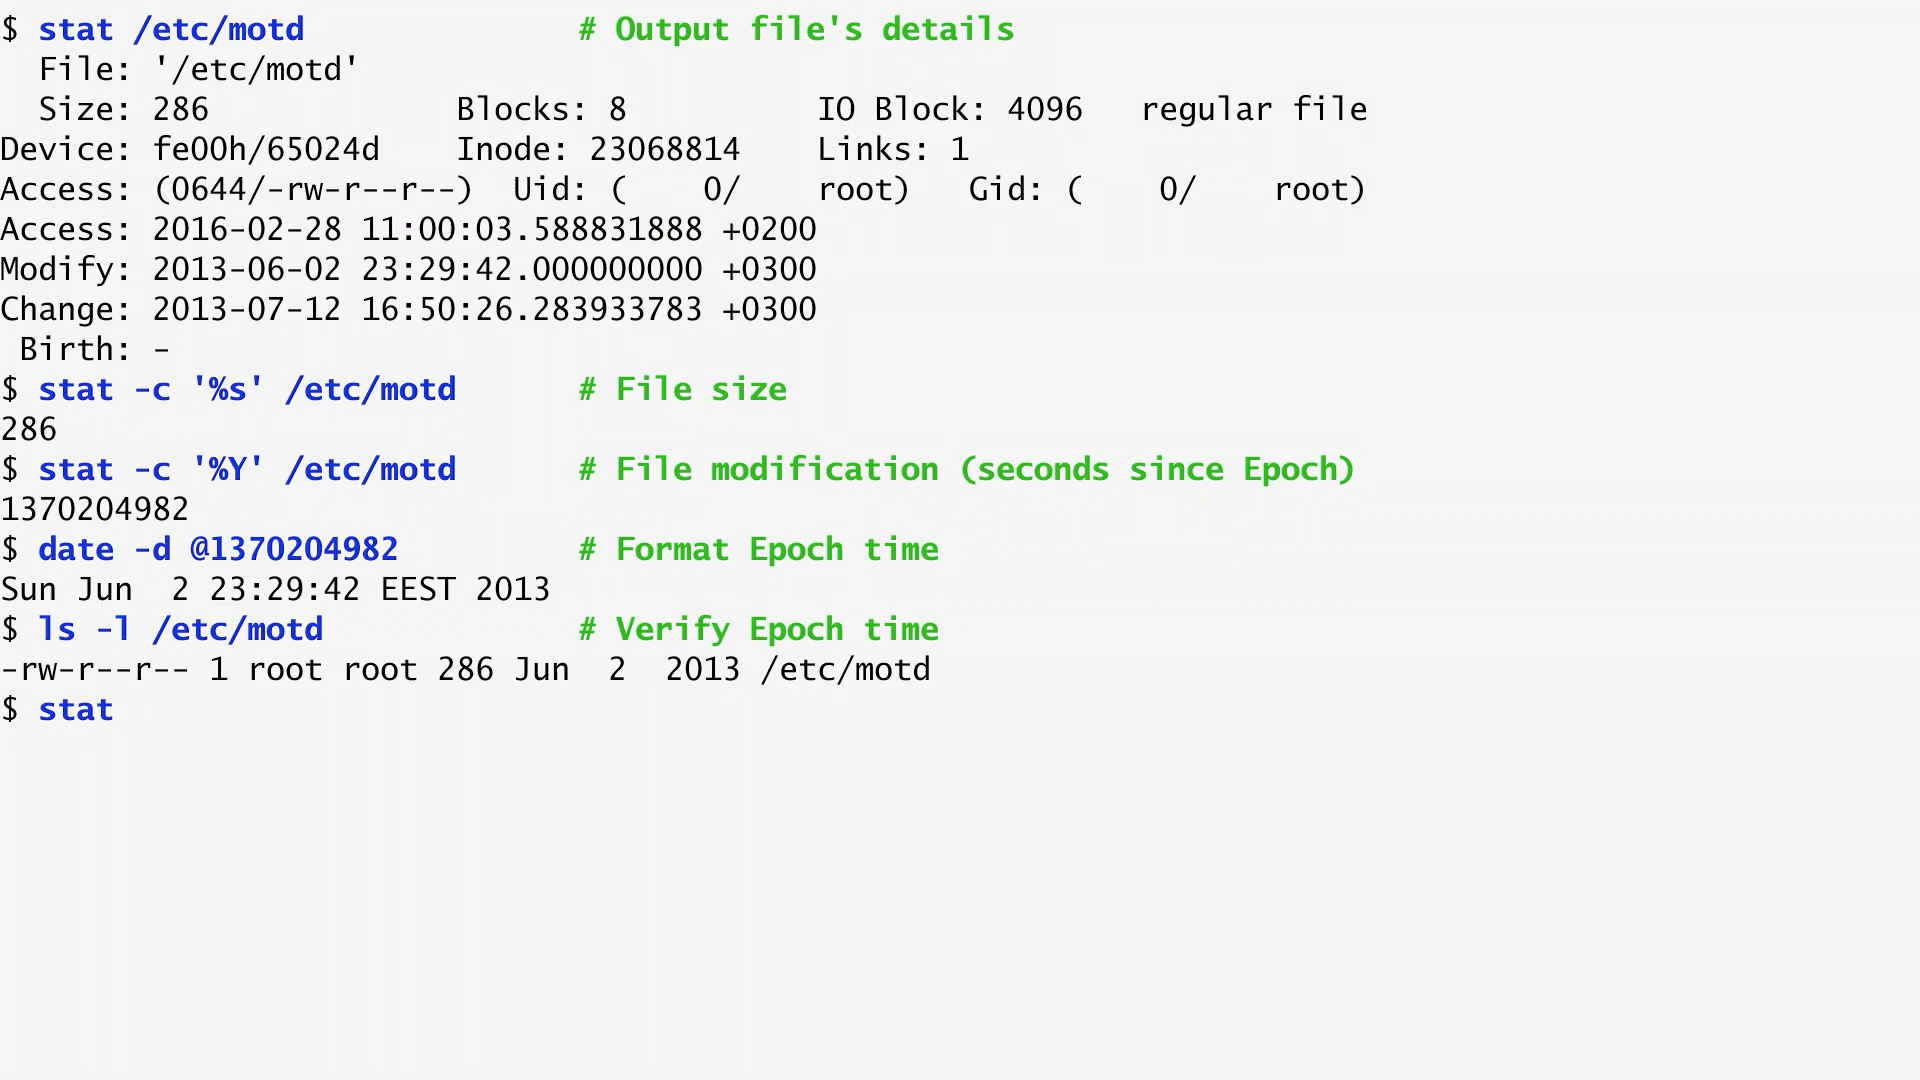 $ stat /etc/motd              # Output file's details
  File: '/etc/motd'
  Size: 286             Blocks: 8          IO Block: 4096   regular file
Device: fe00h/65024d    Inode: 23068814    Links: 1
Access: (0644/-rw-r--r--)  Uid: (    0/    root)   Gid: (    0/    root)
Access: 2016-02-28 11:00:03.588831888 +0200
Modify: 2013-06-02 23:29:42.000000000 +0300
Change: 2013-07-12 16:50:26.283933783 +0300
 Birth: -
$ stat -c '%s' /etc/motd      # File size
286
$ stat -c '%Y' /etc/motd      # File modification (seconds since Epoch)
1370204982
$ date -d @1370204982         # Format Epoch time
Sun Jun  2 23:29:42 EEST 2013
$ ls -l /etc/motd             # Verify Epoch time
-rw-r--r-- 1 root root 286 Jun  2  2013 /etc/motd
$ stat